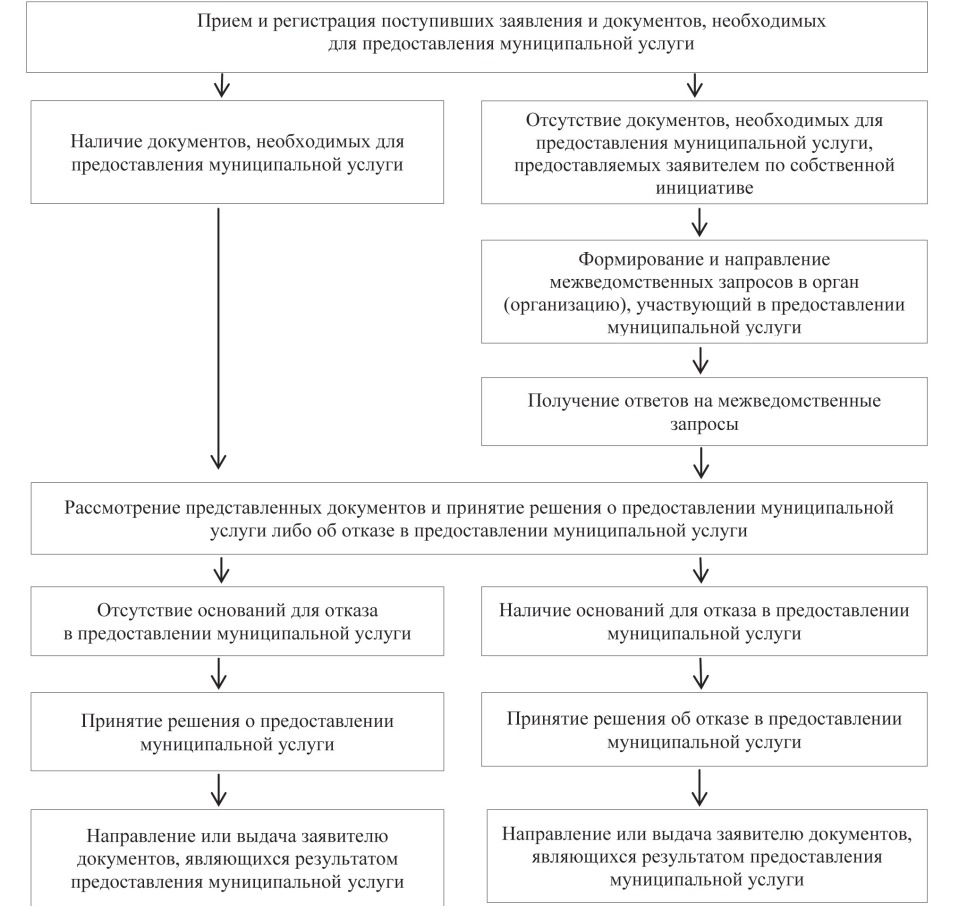 Прием и регистрация поступивших заявления и документов, необходимых
для предоставления муниципальной услуги
Наличие документов, необходимых для
предоставления муниципальной услуги
Отсутствие документов, необходимых для
предоставления муниципальной услуги,
предоставляемых заявителем по собственной
инициативе
Формирование и направление
межведомственных запросов в орган
(организацию), участвующий в предоставлении
муниципальной услуги
Получение ответов на межведомственные
запросы
Рассмотрение представленных документов и принятие решения о предоставлении муниципальной
услуги либо об отказе в предоставлении муниципальной услуги
Отсутствие оснований для отказа
в предоставлении муниципальной услуги
Наличие оснований для отказа в предоставлении
муниципальной услуги
Принятие решения о предоставлении
муниципальной услуги
Принятие решения об отказе в предоставлении
муниципальной услуги
Направление или выдача заявителю
документов, являющихся результатом
предоставления муниципальной услуги
Направление или выдача заявителю документов,
являющихся результатом предоставления
муниципальной услуги